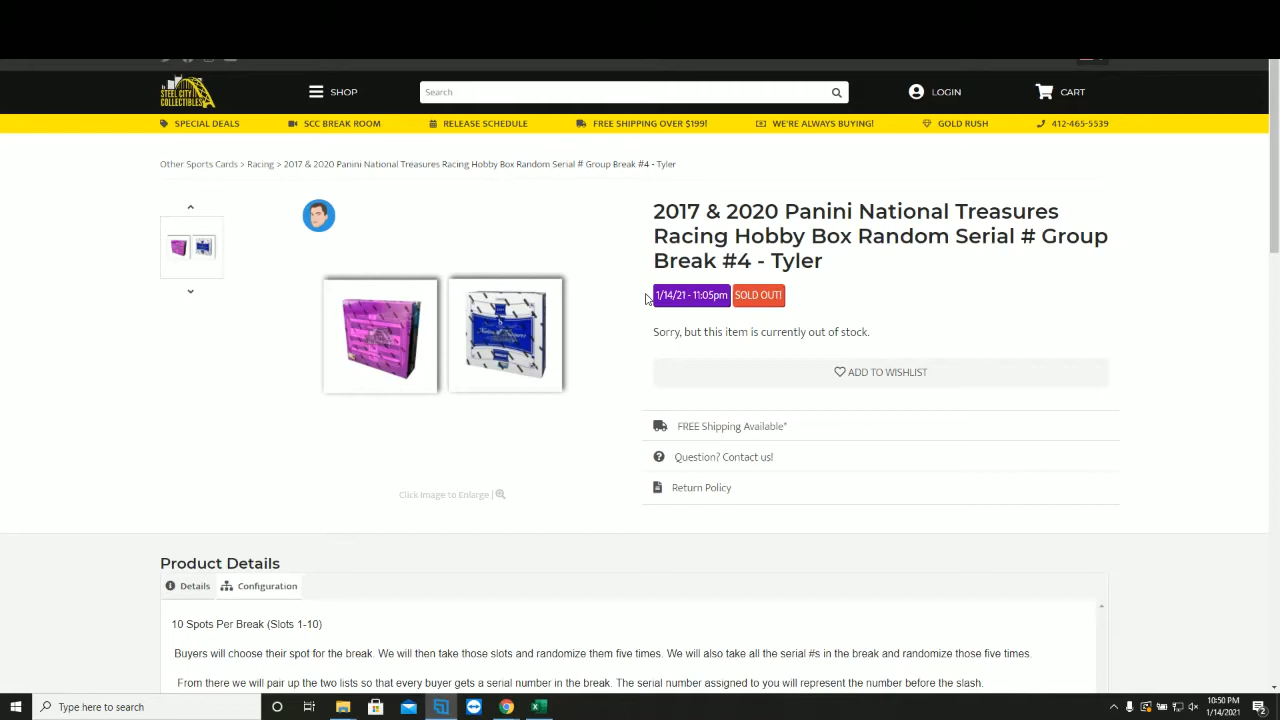 STEEL CITY
COLLECTIBLES
SHOP
Search
LOGIN
CART
SPECIAL DEALS
SCC BREAK ROOM
RELEASE SCHEDULE
FREE SHIPPING OVER $199!
WE'RE ALWAYS BUYING!
GOLD RUSH
412-465-5539
Other Sports Cards > Racing > 2017 & 2020 Panini National Treasures Racing Hobby Box Random Serial # Group Break #4 - Tyler
2017 & 2020 Panini National Treasures
Racing Hobby Box Random Serial # Group
Break #4 - Tyler
1/14/21 - 11:05pm
SOLD OUT!
Sorry, but this item is currently out of stock.
ADD TO WISHLIST
FREE Shipping Available*
Question? Contact us!
Return Policy
Click Image to Enlarge |
Product Details
Details
Configuration
10 Spots Per Break (Slots 1-10)
Buyers will choose their spot for the break. We will then take those slots and randomize them five times. We will also take all the serial #s in the break and randomize those five times.
From there we will pair up the two lists so that every buyer gets a serial number in the break. The serial number assigned to you will represent the number before the slash.
Type here to search
10:50 PM
1/14/2021
2